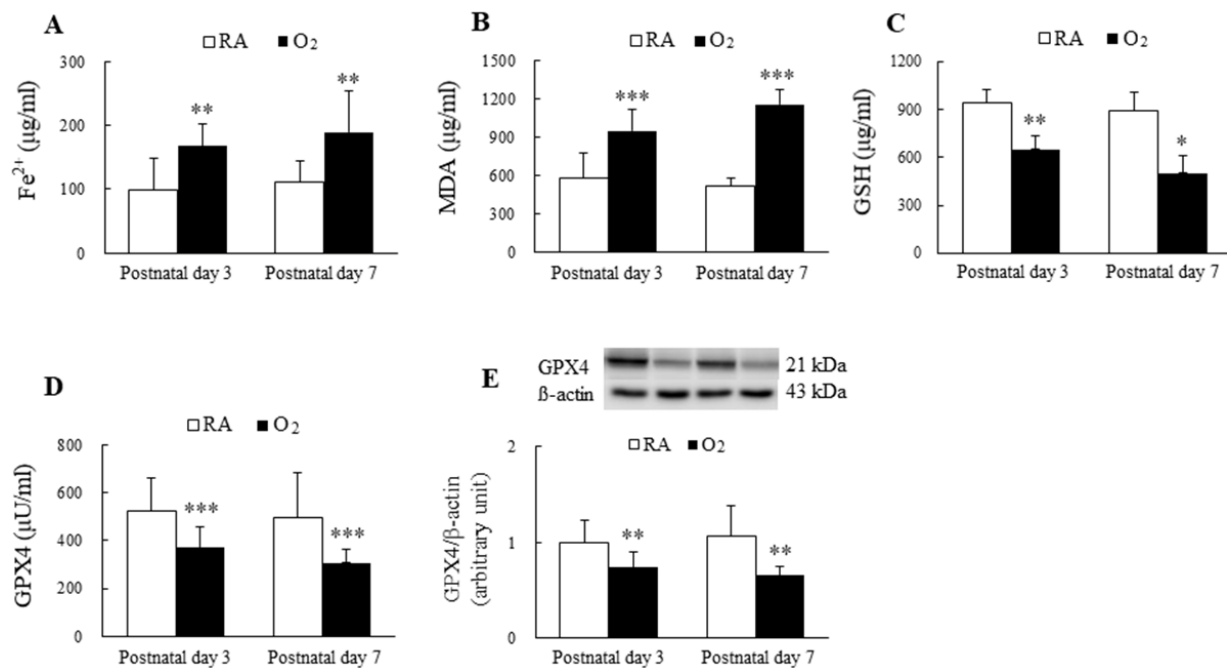 A
RA O₂
Fe²⁺ (µg/ml)
300
200
100
0
** **
Postnatal day 3 Postnatal day 7
B
RA O₂
MDA (µg/ml)
1500
1200
900
600
300
0
*** ***
Postnatal day 3 Postnatal day 7
C
RA O₂
GSH (µg/ml)
1200
900
600
300
0
** *
Postnatal day 3 Postnatal day 7
D
RA O₂
GPX4 (µU/ml)
800
600
400
200
0
*** ***
Postnatal day 3 Postnatal day 7
E
GPX4 21 kDa
ß-actin 43 kDa
RA O₂
GPX4/β-actin
(arbitrary unit)
2
1
0
** **
Postnatal day 3 Postnatal day 7